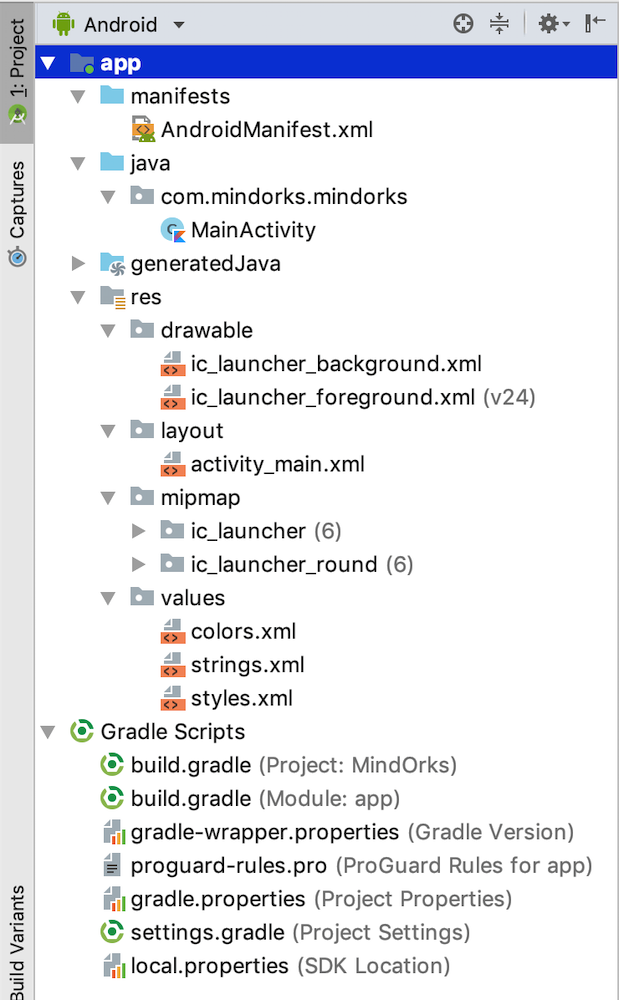 Android
app
manifests
AndroidManifest.xml
java
com.mindorks.mindorks
MainActivity
generatedJava
res
drawable
ic_launcher_background.xml
ic_launcher_foreground.xml (v24)
layout
activity_main.xml
mipmap
ic_launcher (6)
ic_launcher_round (6)
values
colors.xml
strings.xml
styles.xml
Gradle Scripts
build.gradle (Project: MindOrks)
build.gradle (Module: app)
gradle-wrapper.properties (Gradle Version)
proguard-rules.pro (ProGuard Rules for app)
gradle.properties (Project Properties)
settings.gradle (Project Settings)
local.properties (SDK Location)
1: Project
Captures
Build Variants